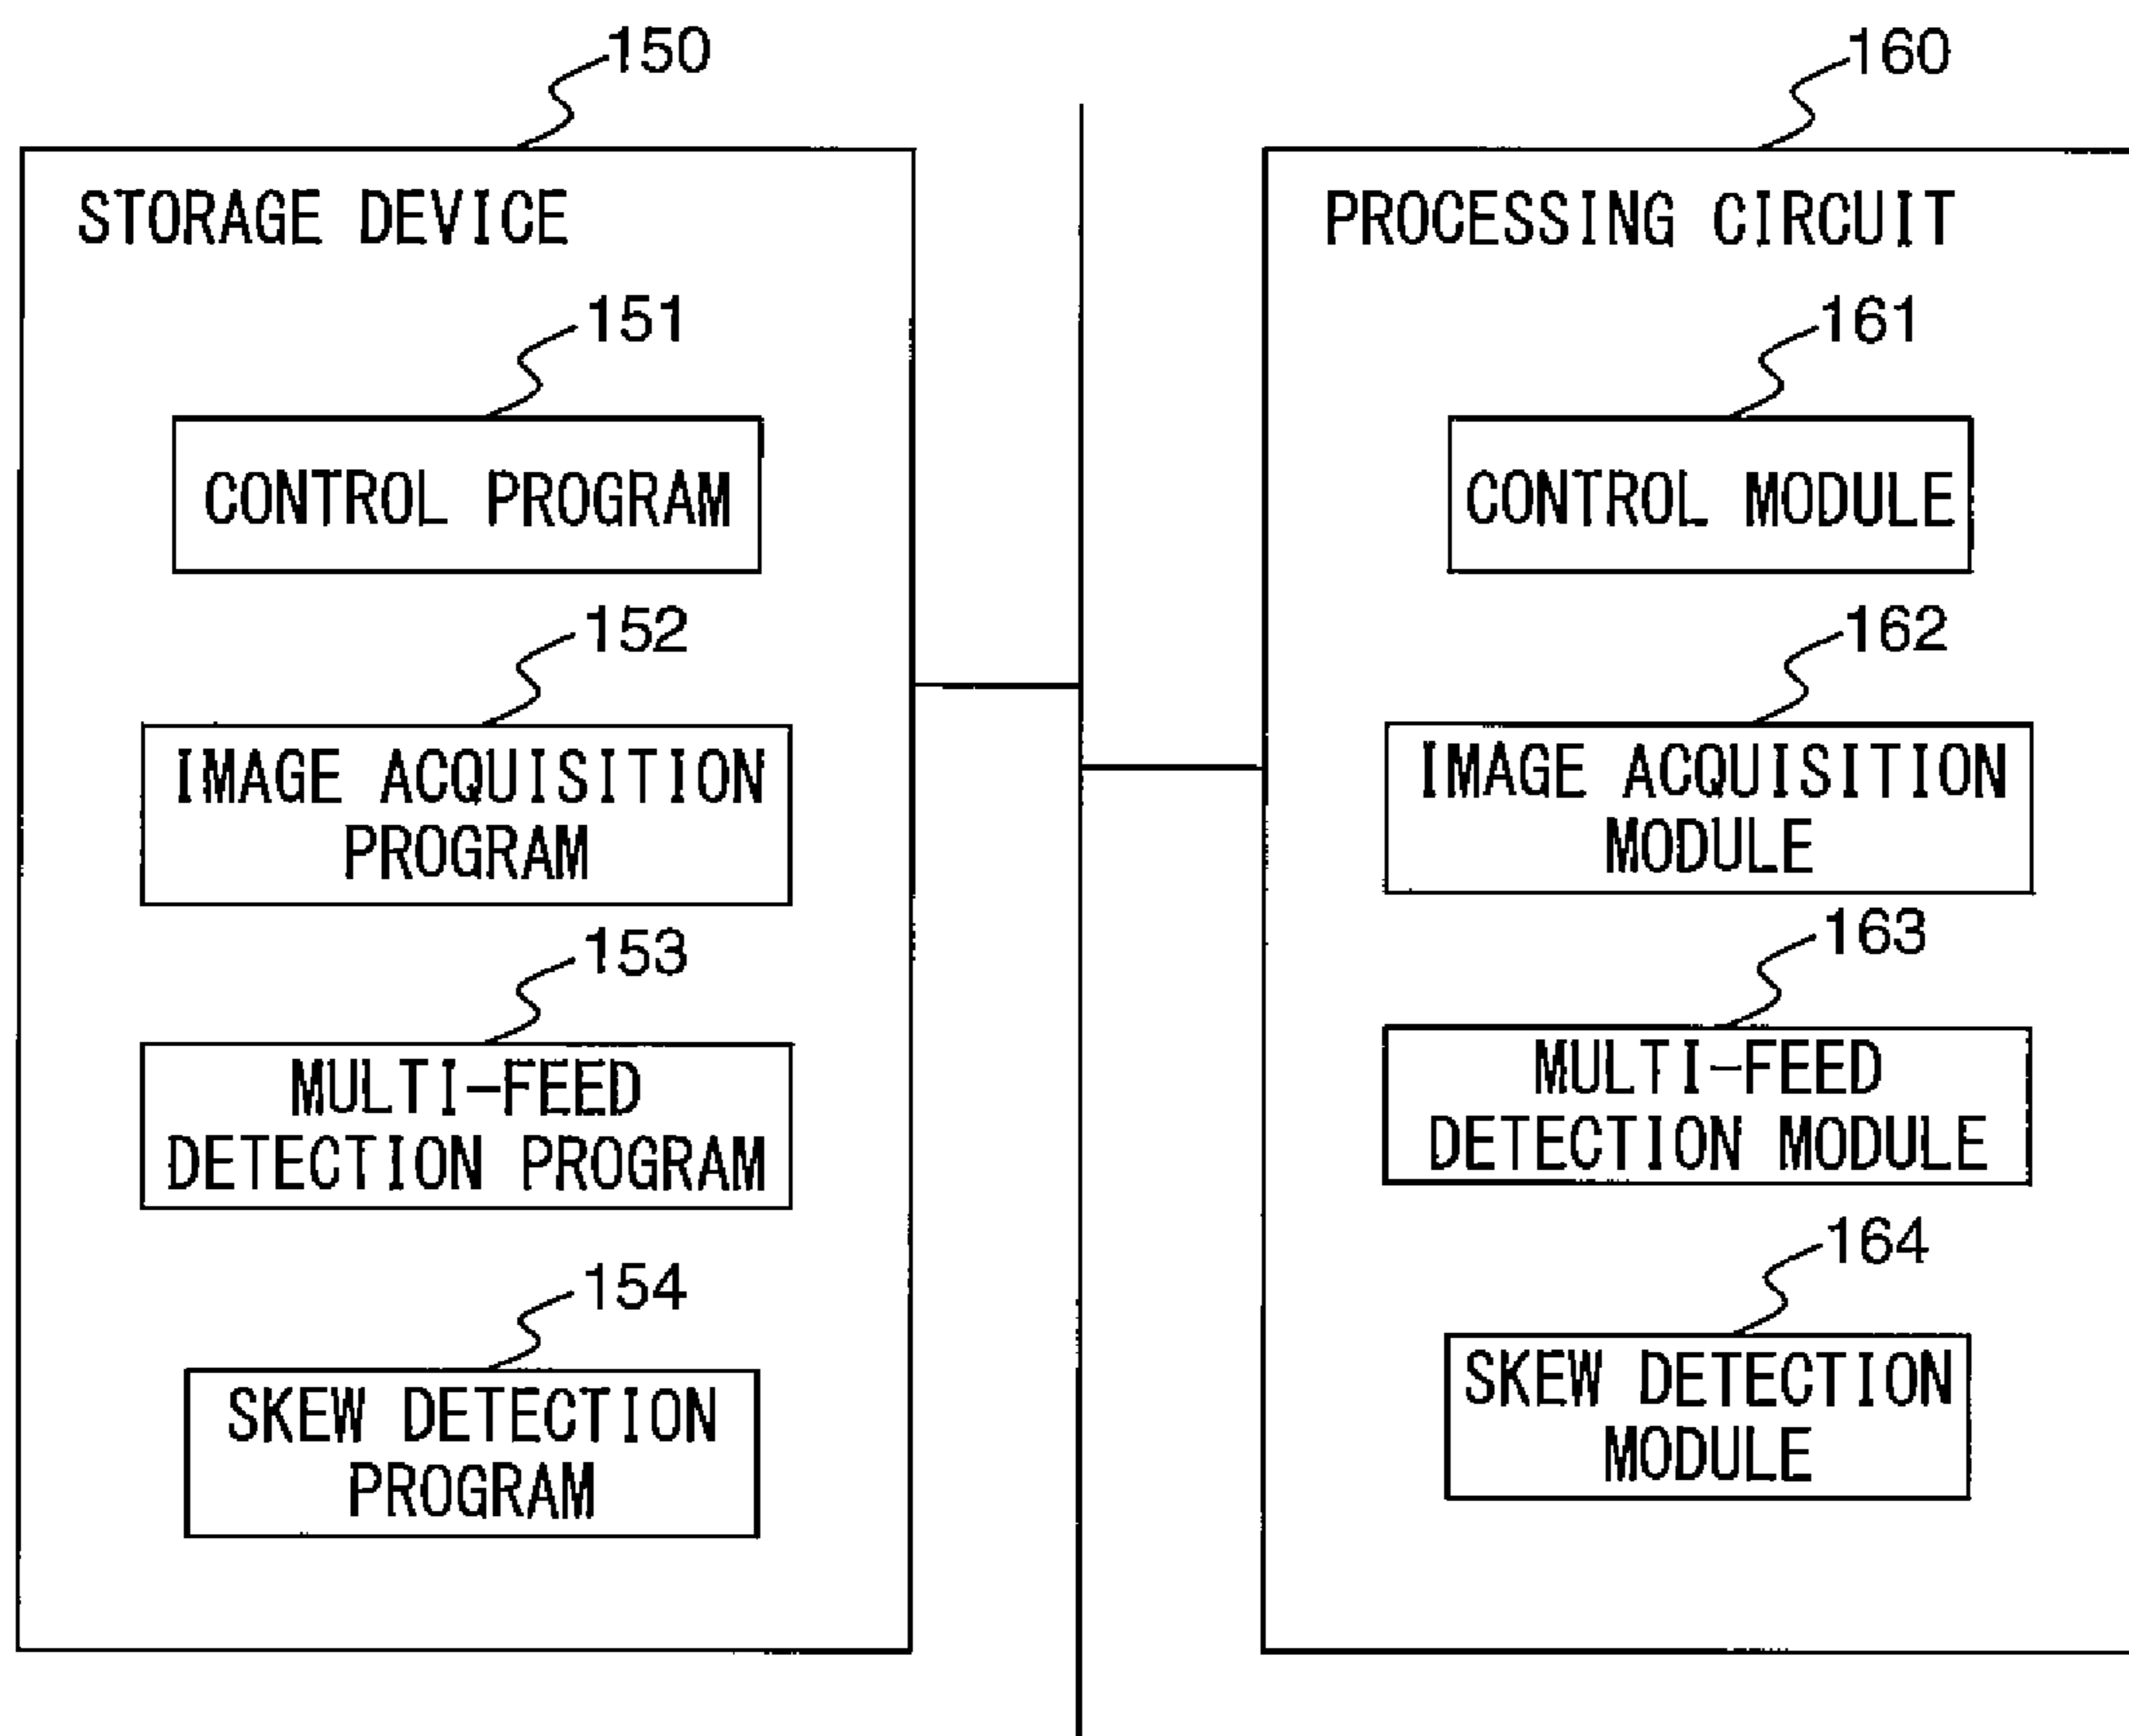 150
STORAGE DEVICE
151
CONTROL PROGRAM
152
IMAGE ACQUISITION
PROGRAM
153
MULTI-FEED
DETECTION PROGRAM
154
SKEW DETECTION
PROGRAM
160
PROCESSING CIRCUIT
161
CONTROL MODULE
162
IMAGE ACQUISITION
MODULE
163
MULTI-FEED
DETECTION MODULE
164
SKEW DETECTION
MODULE